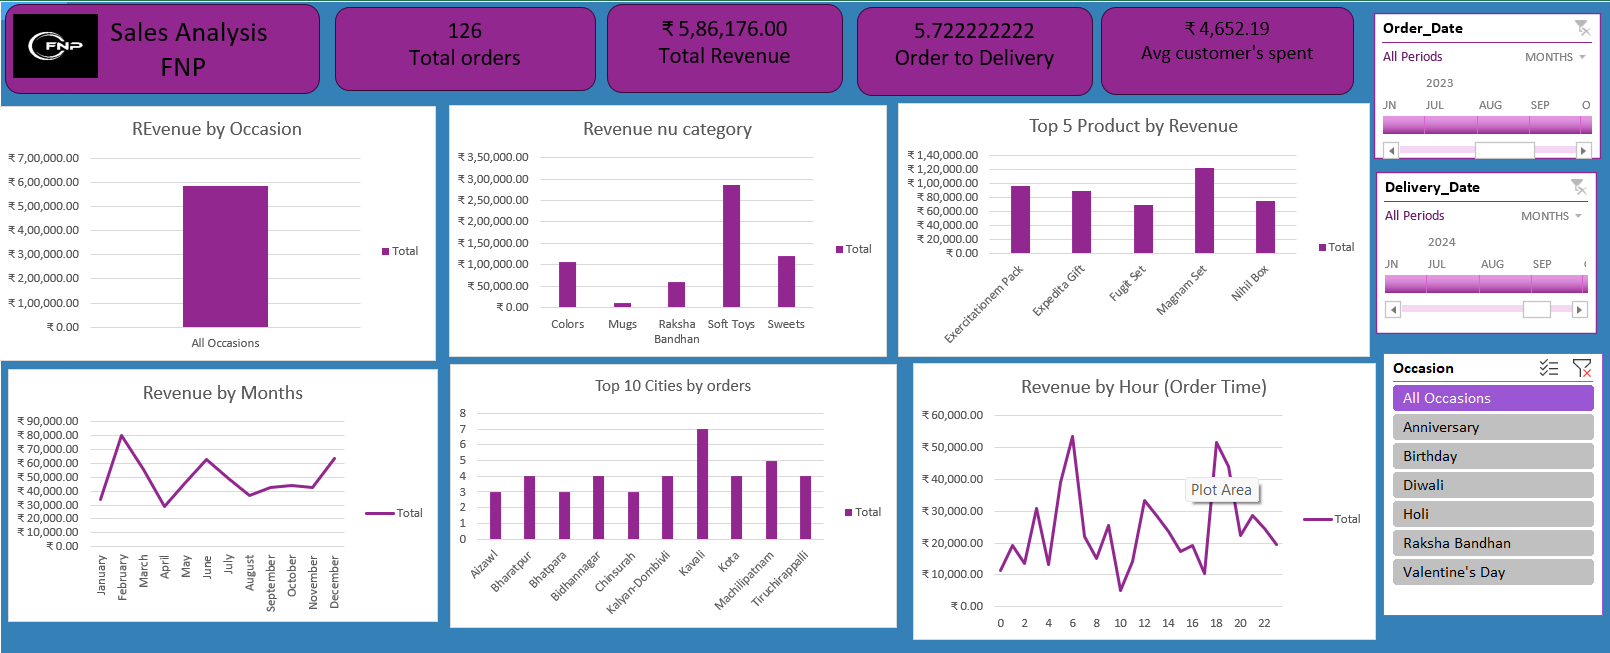 FNP
Sales Analysis
FNP
126
Total orders
₹ 5,86,176.00
Total Revenue
5.722222222
Order to Delivery
₹ 4,652.19
Avg customer's spent
Order_Date
All Periods MONTHS
2023
JN JUL AUG SEP O
Delivery_Date
All Periods MONTHS
2024
JN JUL AUG SEP
Occasion
All Occasions
Anniversary
Birthday
Diwali
Holi
Raksha Bandhan
Valentine's Day
REvenue by Occasion
₹ 7,00,000.00
₹ 6,00,000.00
₹ 5,00,000.00
₹ 4,00,000.00
₹ 3,00,000.00
₹ 2,00,000.00
₹ 1,00,000.00
₹ 0.00
All Occasions
Total
Revenue nu category
₹ 3,50,000.00
₹ 3,00,000.00
₹ 2,50,000.00
₹ 2,00,000.00
₹ 1,50,000.00
₹ 1,00,000.00
₹ 50,000.00
₹ 0.00
Colors Mugs Raksha Soft Toys Sweets
Bandhan
Total
Top 5 Product by Revenue
₹ 1,40,000.00
₹ 1,20,000.00
₹ 1,00,000.00
₹ 80,000.00
₹ 60,000.00
₹ 40,000.00
₹ 20,000.00
₹ 0.00
Exercitationem Pack
Expedita Gift
Fugit Set
Magnam Set
Nihil Box
Total
Revenue by Months
₹ 90,000.00
₹ 80,000.00
₹ 70,000.00
₹ 60,000.00
₹ 50,000.00
₹ 40,000.00
₹ 30,000.00
₹ 20,000.00
₹ 10,000.00
₹ 0.00
January
February
March
April
May
June
July
August
September
October
November
December
Total
Top 10 Cities by orders
8
7
6
5
4
3
2
1
0
Aizawl
Bharatpur
Bhatpara
Bidhannagar
Chinsurah
Kalyan-Dombivli
Kavali
Kota
Machilipatnam
Tiruchirappalli
Total
Revenue by Hour (Order Time)
₹ 60,000.00
₹ 50,000.00
₹ 40,000.00
₹ 30,000.00
₹ 20,000.00
₹ 10,000.00
₹ 0.00
0 2 4 6 8 10 12 14 16 18 20 22
Plot Area
Total